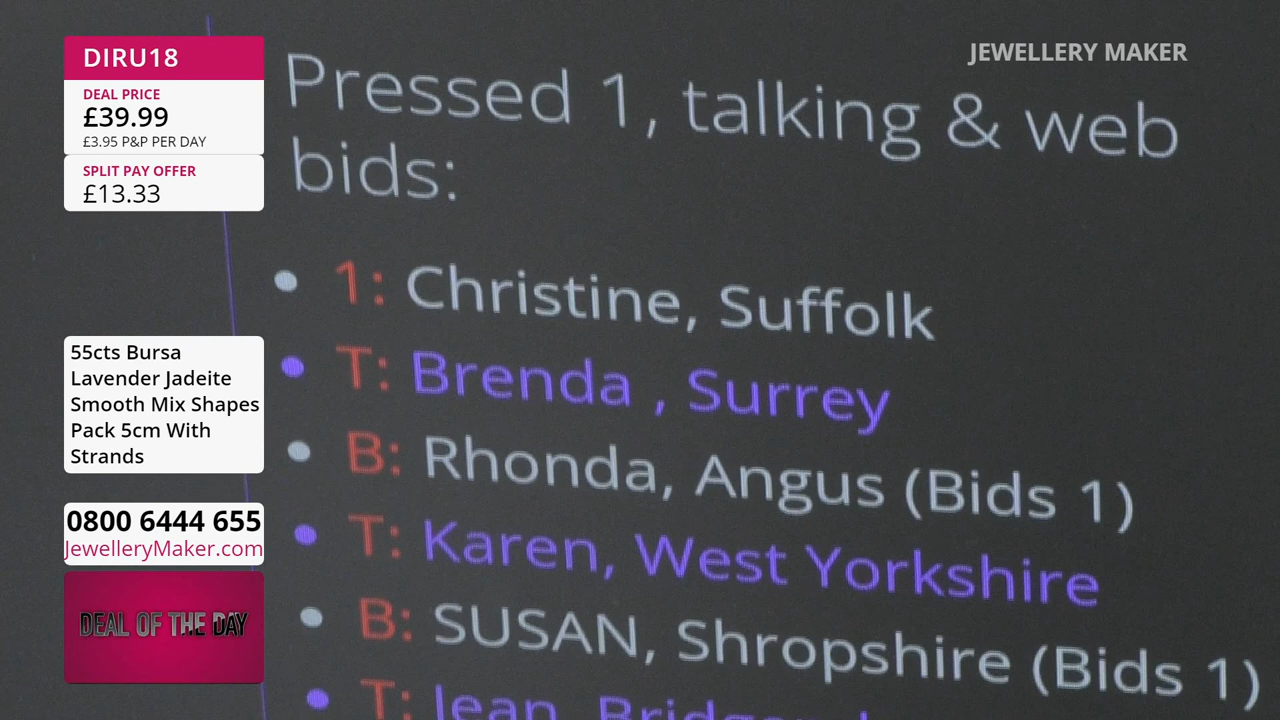 DIRU18
DEAL PRICE
£39.99
£3.95 P&P PER DAY
SPLIT PAY OFFER
£13.33
55cts Bursa
Lavender Jadeite
Smooth Mix Shapes
Pack 5cm With
Strands
0800 6444 655
JewelleryMaker.com
DEAL OF THE DAY
JEWELLERY MAKER
Pressed 1, talking & web
bids:
• 1: Christine, Suffolk
• T: Brenda , Surrey
• B: Rhonda, Angus (Bids 1)
• T: Karen, West Yorkshire
• B: SUSAN, Shropshire (Bids 1)
• T: Jean,